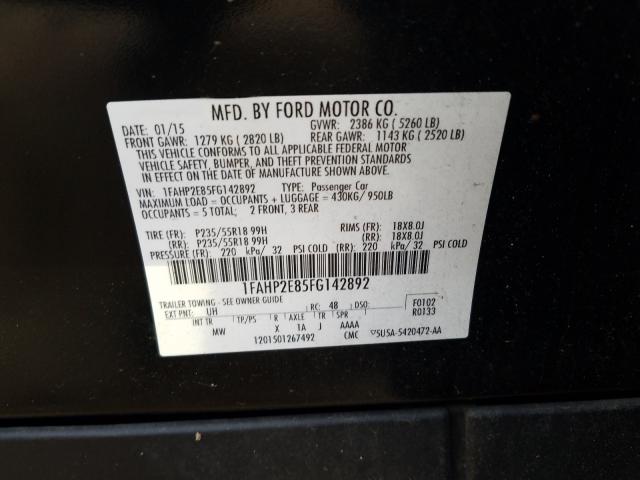 MFD. BY FORD MOTOR CO.
DATE: 01/15 GVWR: 2386 KG ( 5260 LB)
FRONT GAWR: 1279 KG ( 2820 LB) REAR GAWR: 1143 KG ( 2520 LB)
THIS VEHICLE CONFORMS TO ALL APPLICABLE FEDERAL MOTOR
VEHICLE SAFETY, BUMPER, AND THEFT PREVENTION STANDARDS
IN EFFECT ON THE DATE OF MANUFACTURE SHOWN ABOVE.
VIN: 1FAHP2E85FG142892 TYPE: Passenger Car
MAXIMUM LOAD = OCCUPANTS + LUGGAGE = 430KG/ 950LB
OCCUPANTS = 5 TOTAL; 2 FRONT, 3 REAR
TIRE (FR): P235/55R18 99H RIMS (FR): 18X8.0J
(RR): P235/55R18 99H (RR): 18X8.0J
PRESSURE (FR): 220 kPa/ 32 PSI COLD (RR): 220 kPa/ 32 PSI COLD
1FAHP2E85FG142892
TRAILER TOWING - SEE OWNER GUIDE
EXT PNT: UH RC: 48 DSO: F0102
R0133
INT TR TP/PS R AXLE TR SPR
MW X 1A J AAAA
1201501267492 CMC 5U5A-5420472-AA